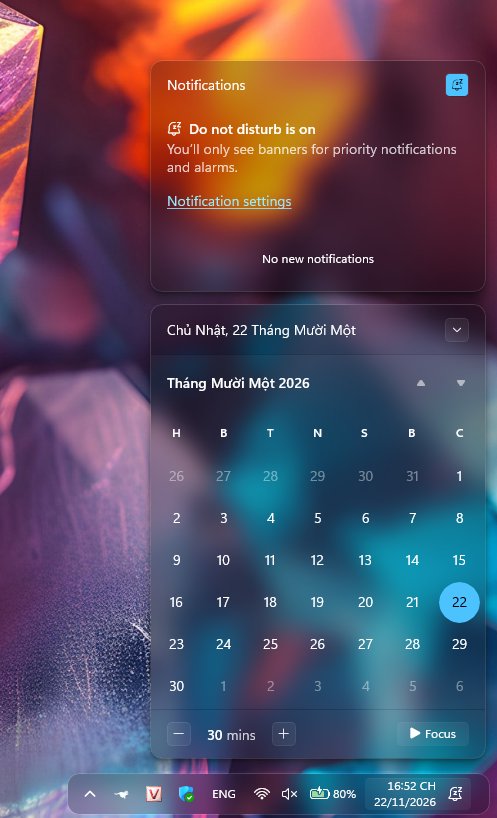 Notifications
Do not disturb is on
You'll only see banners for priority notifications
and alarms.
Notification settings
No new notifications
Chủ Nhật, 22 Tháng Mười Một
Tháng Mười Một 2026
H B T N S B C
26 27 28 29 30 31 1
2 3 4 5 6 7 8
9 10 11 12 13 14 15
16 17 18 19 20 21 22
23 24 25 26 27 28 29
30 1 2 3 4 5 6
30 mins Focus
V ENG 80% 16:52 CH
22/11/2026